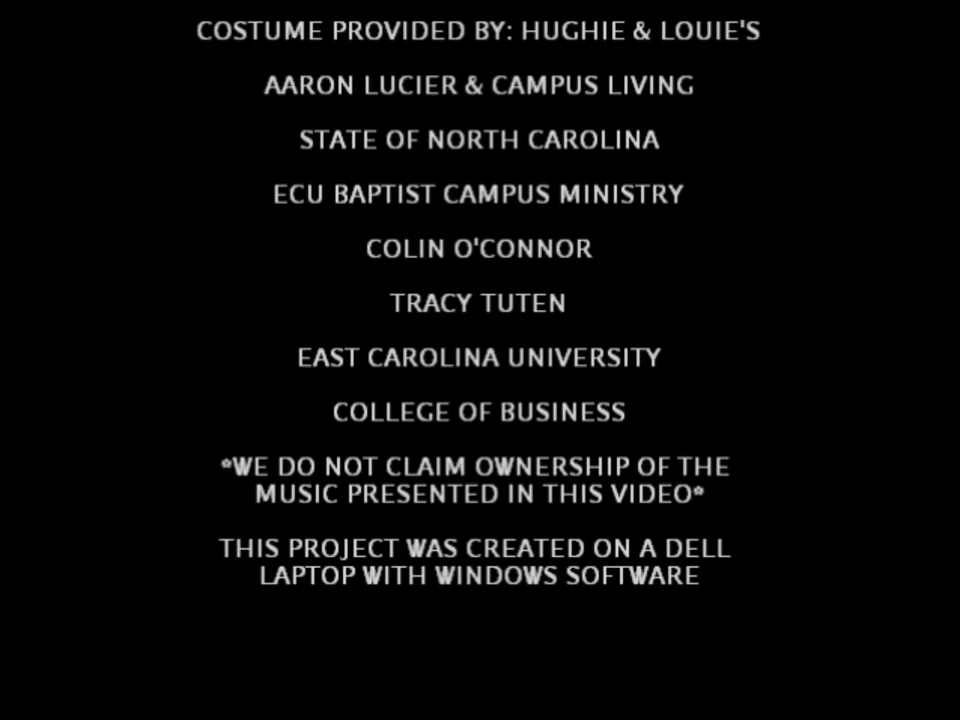 COSTUME PROVIDED BY: HUGHIE & LOUIE'S
AARON LUCIER & CAMPUS LIVING
STATE OF NORTH CAROLINA
ECU BAPTIST CAMPUS MINISTRY
COLIN O'CONNOR
TRACY TUTEN
EAST CAROLINA UNIVERSITY
COLLEGE OF BUSINESS
*WE DO NOT CLAIM OWNERSHIP OF THE
MUSIC PRESENTED IN THIS VIDEO*
THIS PROJECT WAS CREATED ON A DELL
LAPTOP WITH WINDOWS SOFTWARE